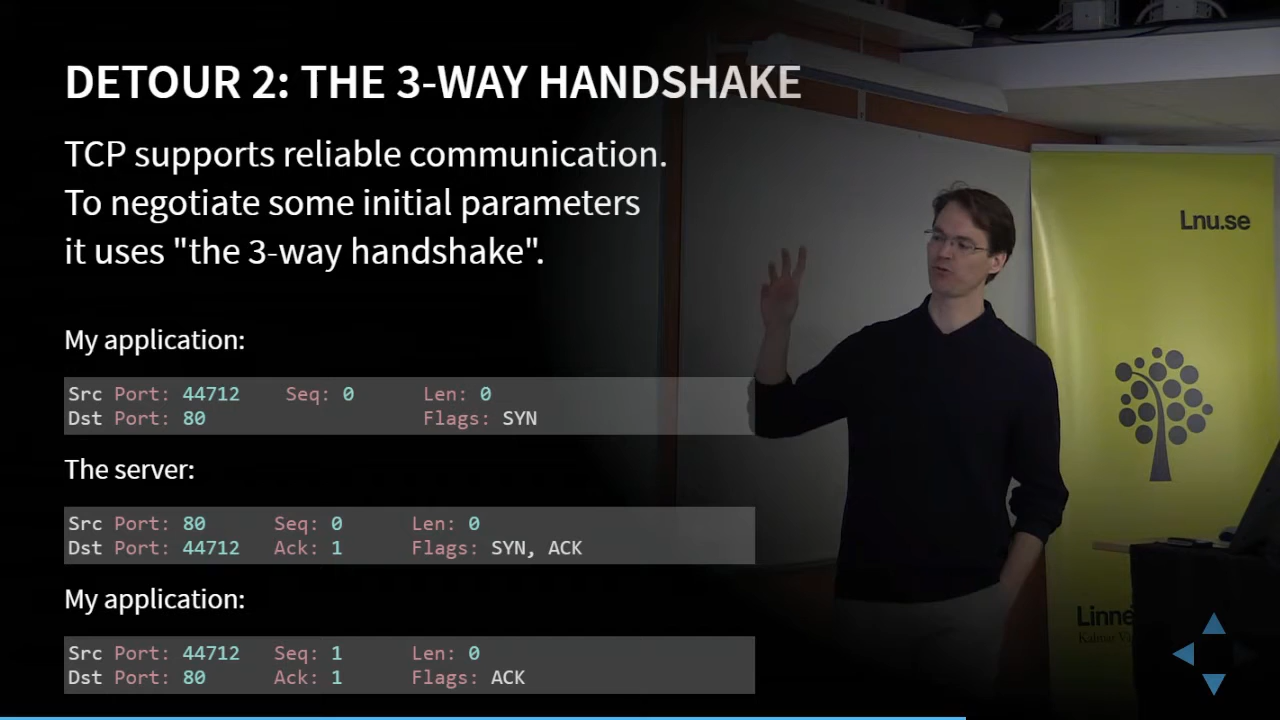 DETOUR 2: THE 3-WAY HANDSHAKE
TCP supports reliable communication.
To negotiate some initial parameters
it uses "the 3-way handshake".
My application:
Src Port: 44712 Seq: 0 Len: 0
Dst Port: 80 Flags: SYN
The server:
Src Port: 80 Seq: 0 Len: 0
Dst Port: 44712 Ack: 1 Flags: SYN, ACK
My application:
Src Port: 44712 Seq: 1 Len: 0
Dst Port: 80 Ack: 1 Flags: ACK
Lnu.se
Linne
Kalmar